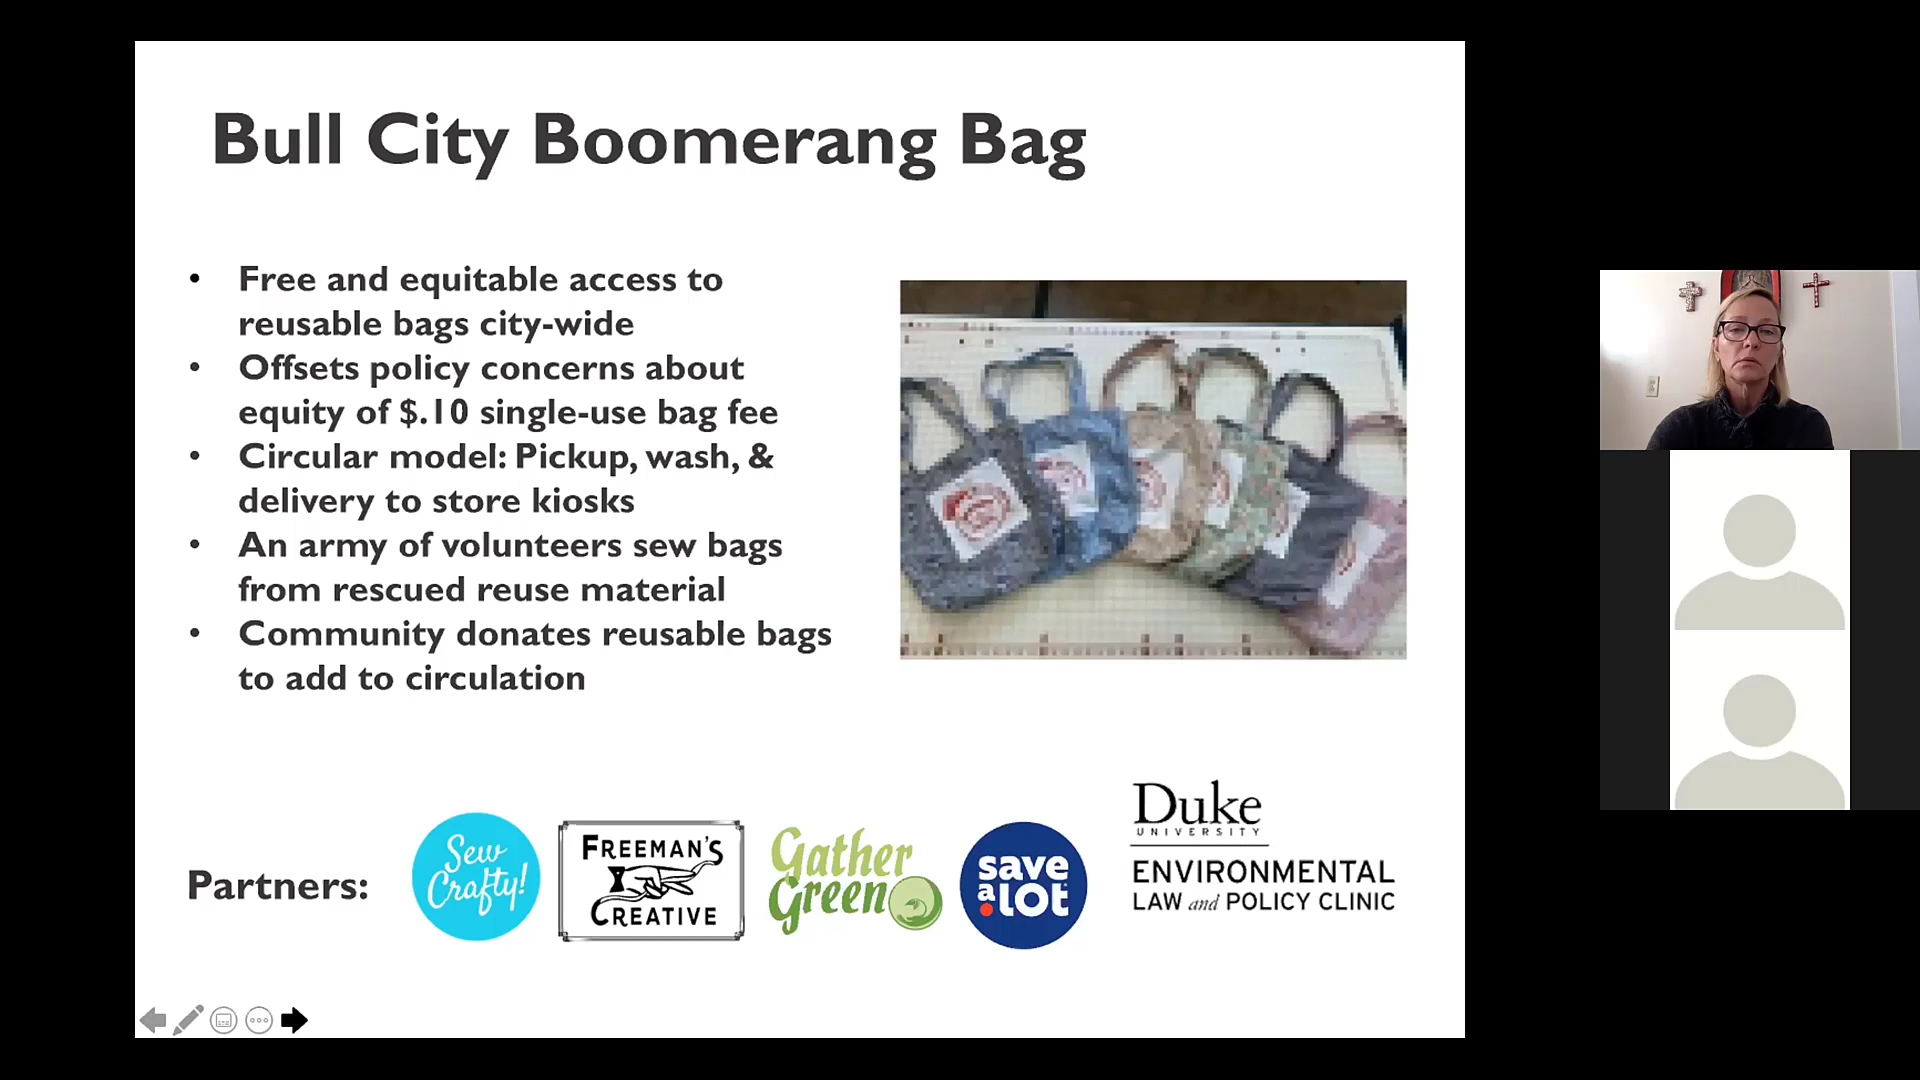 Bull City Boomerang Bag
• Free and equitable access to
reusable bags city-wide
• Offsets policy concerns about
equity of $.10 single-use bag fee
• Circular model: Pickup, wash, &
delivery to store kiosks
• An army of volunteers sew bags
from rescued reuse material
• Community donates reusable bags
to add to circulation
Partners:
Sew
Crafty!
FREEMAN'S
CREATIVE
Gather
Green
save
a
LOT
Duke
UNIVERSITY
ENVIRONMENTAL
LAW and POLICY CLINIC